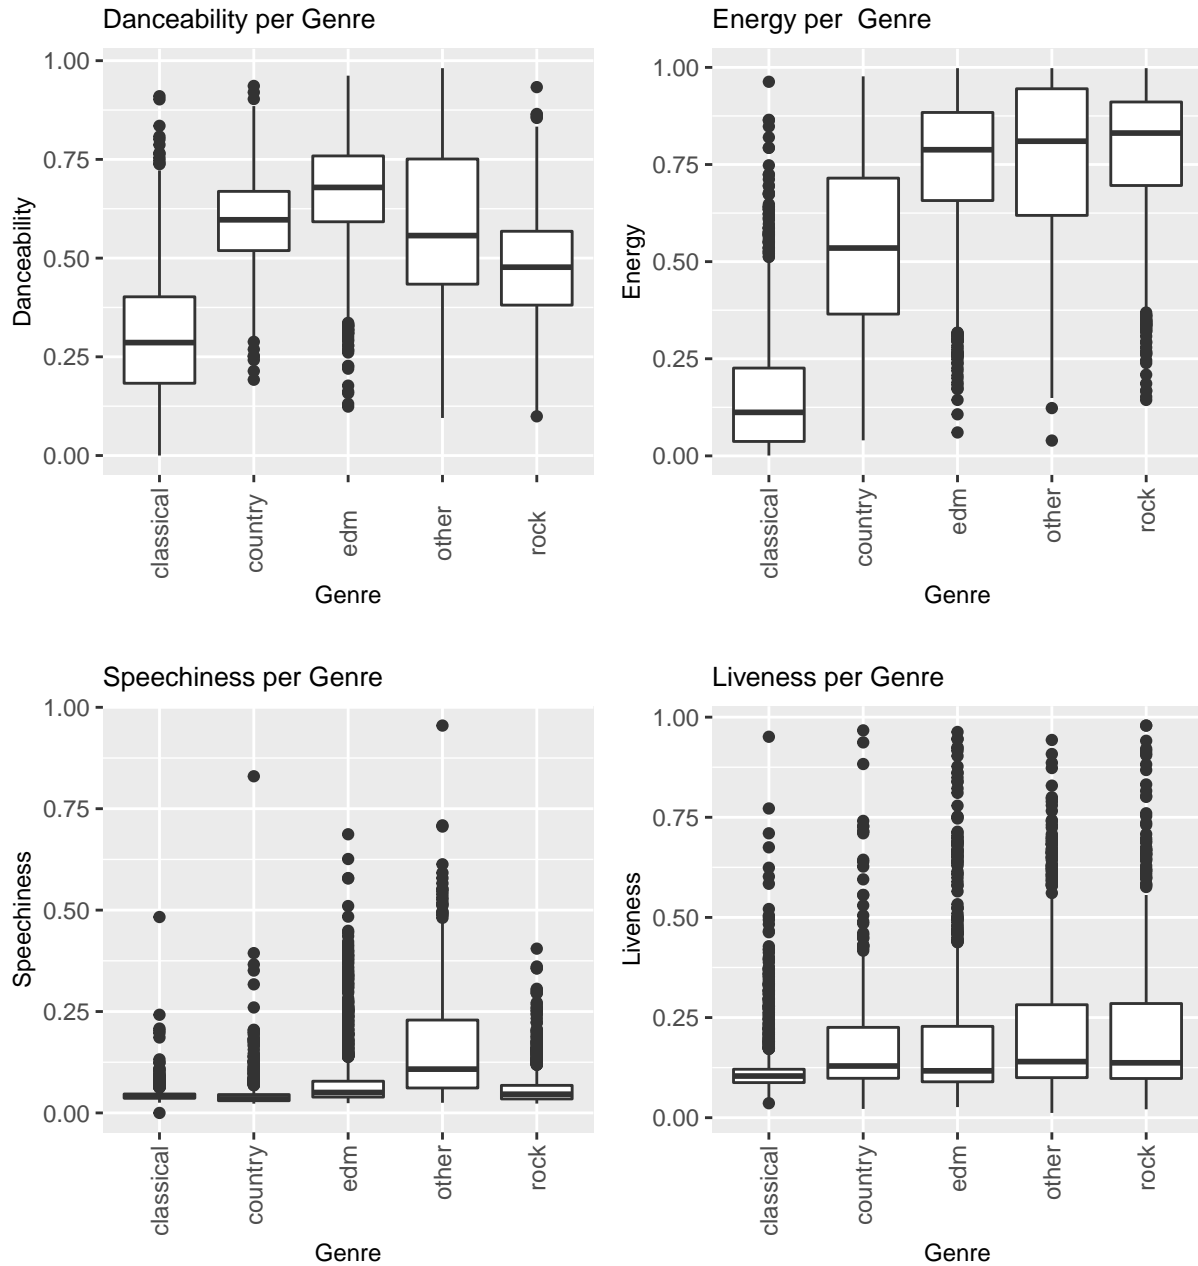 Danceability per Genre
1.00
0.75
0.50
0.25
0.00
Danceability
classical
country
edm
other
rock
Genre
Energy per  Genre
1.00
0.75
0.50
0.25
0.00
Energy
classical
country
edm
other
rock
Genre
Speechiness per Genre
1.00
0.75
0.50
0.25
0.00
Speechiness
classical
country
edm
other
rock
Genre
Liveness per Genre
1.00
0.75
0.50
0.25
0.00
Liveness
classical
country
edm
other
rock
Genre